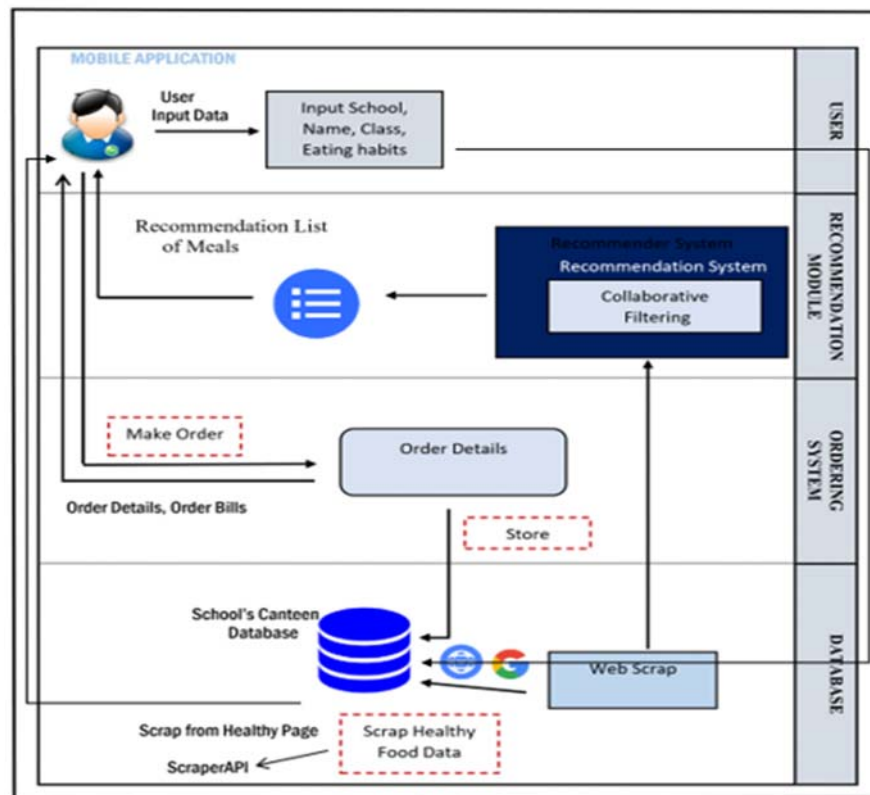 MOBILE APPLICATION
User
Input Data
Input School,
Name, Class,
Eating habits
USER
Recommendation List
of Meals
Recommender System
Recommendation System
Collaborative
Filtering
RECOMMENDATION
MODULE
Make Order
Order Details
Order Details, Order Bills
Store
ORDERING
SYSTEM
School's Canteen
Database
Web Scrap
Scrap from Healthy Page
Scrap Healthy
Food Data
ScraperAPI
DATABASE